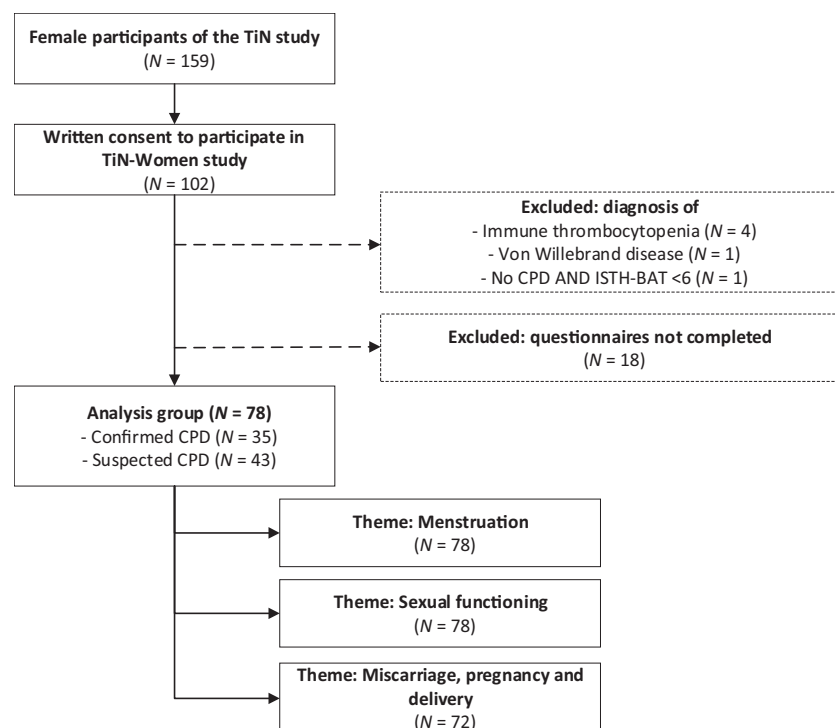 Female participants of the TiN study
(N = 159)
Written consent to participate in
TiN-Women study
(N = 102)
Excluded: diagnosis of
- Immune thrombocytopenia (N = 4)
- Von Willebrand disease (N = 1)
- No CPD AND ISTH-BAT <6 (N = 1)
Excluded: questionnaires not completed
(N = 18)
Analysis group (N = 78)
- Confirmed CPD (N = 35)
- Suspected CPD (N = 43)
Theme: Menstruation
(N = 78)
Theme: Sexual functioning
(N = 78)
Theme: Miscarriage, pregnancy and
delivery
(N = 72)